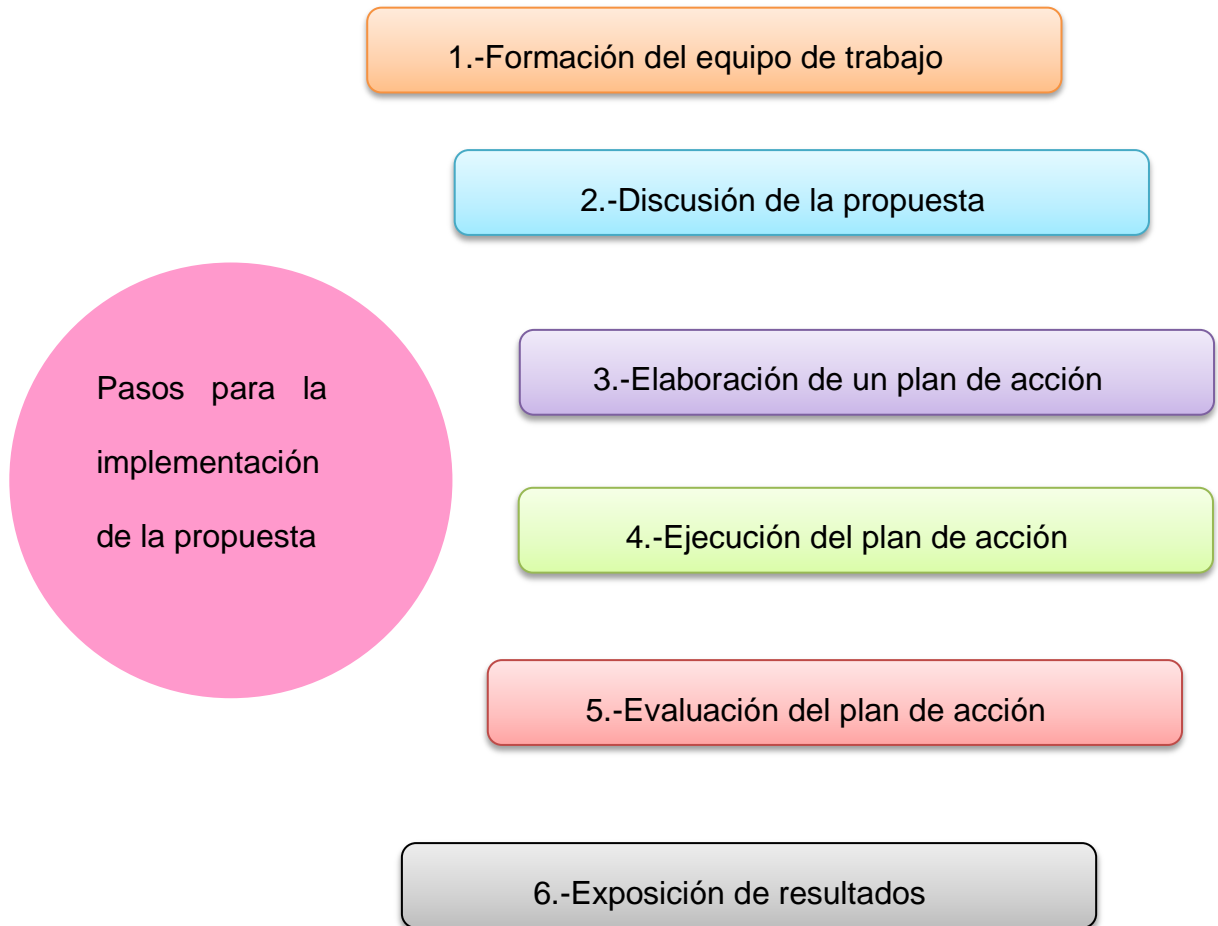 1.-Formación del equipo de trabajo
2.-Discusión de la propuesta
Pasos para la
implementación
de la propuesta
3.-Elaboración de un plan de acción
4.-Ejecución del plan de acción
5.-Evaluación del plan de acción
6.-Exposición de resultados